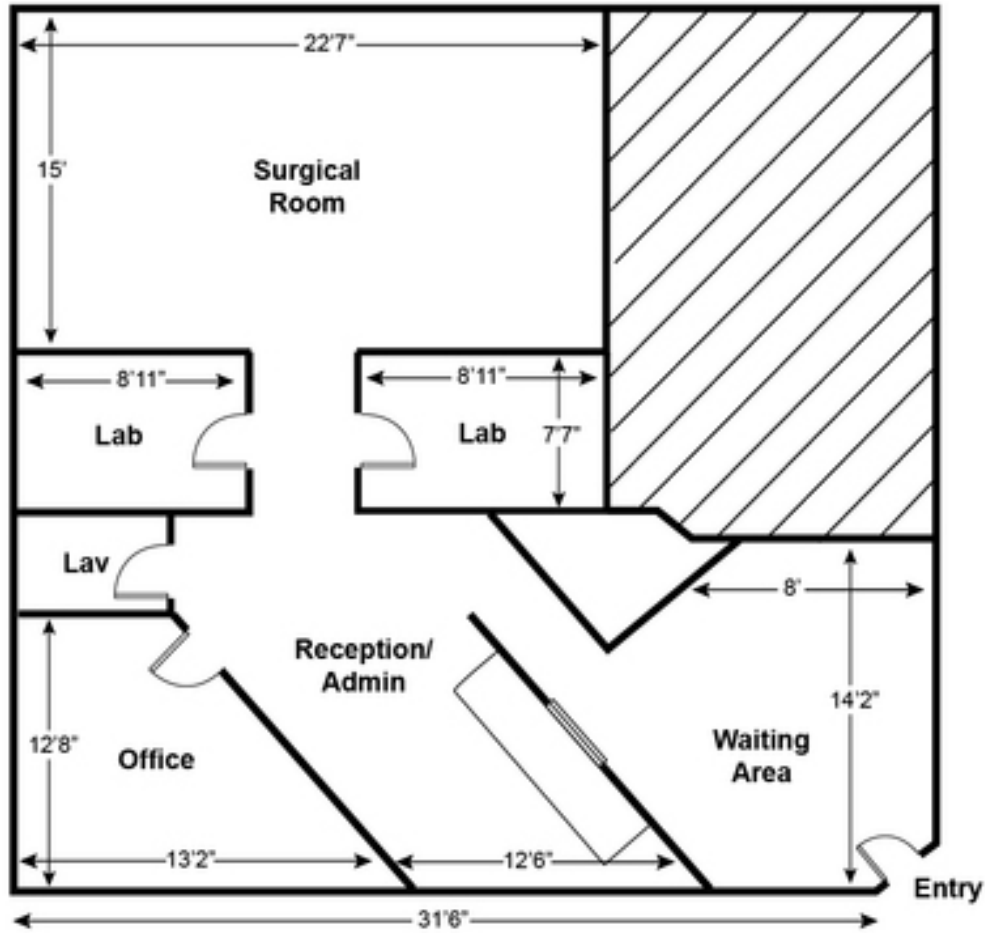 22'7"
15'
Surgical
Room
8'11"
8'11"
Lab
Lab
7'7"
Lav
8'
Reception/
Admin
14'2"
12'8"
Office
Waiting
Area
13'2"
12'6"
Entry
31'6"